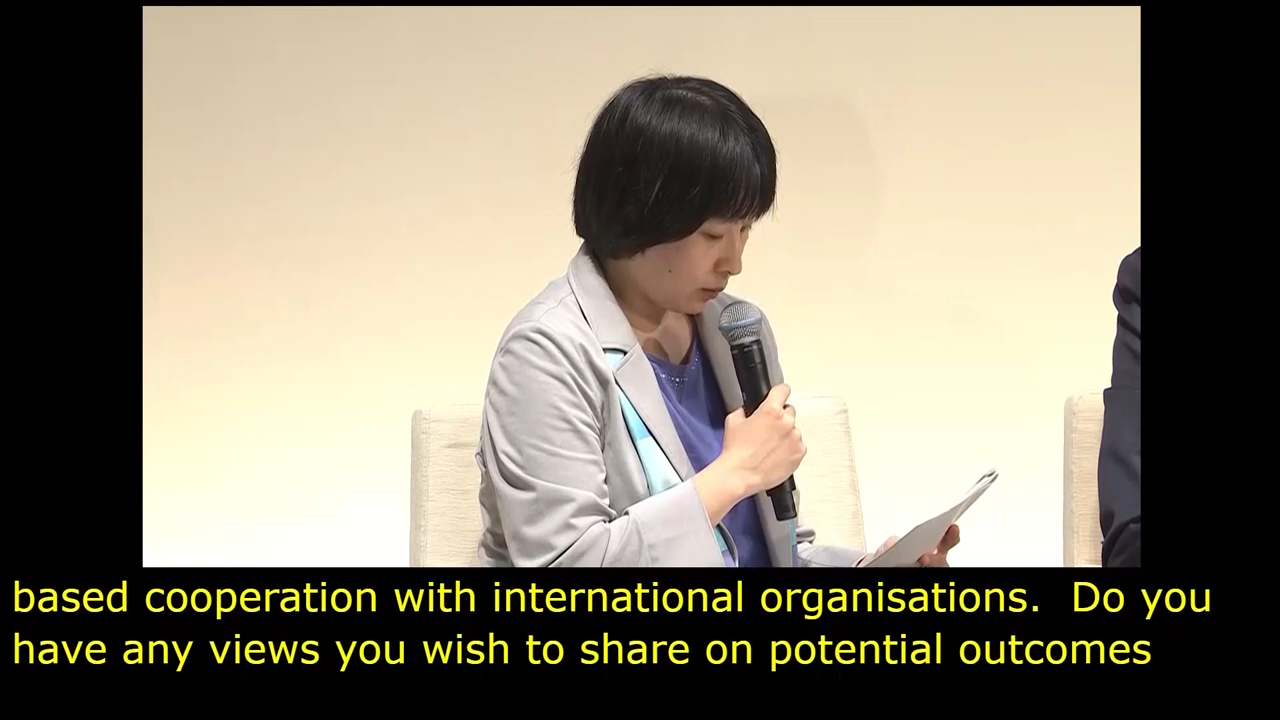 based cooperation with international organisations.  Do you
have any views you wish to share on potential outcomes